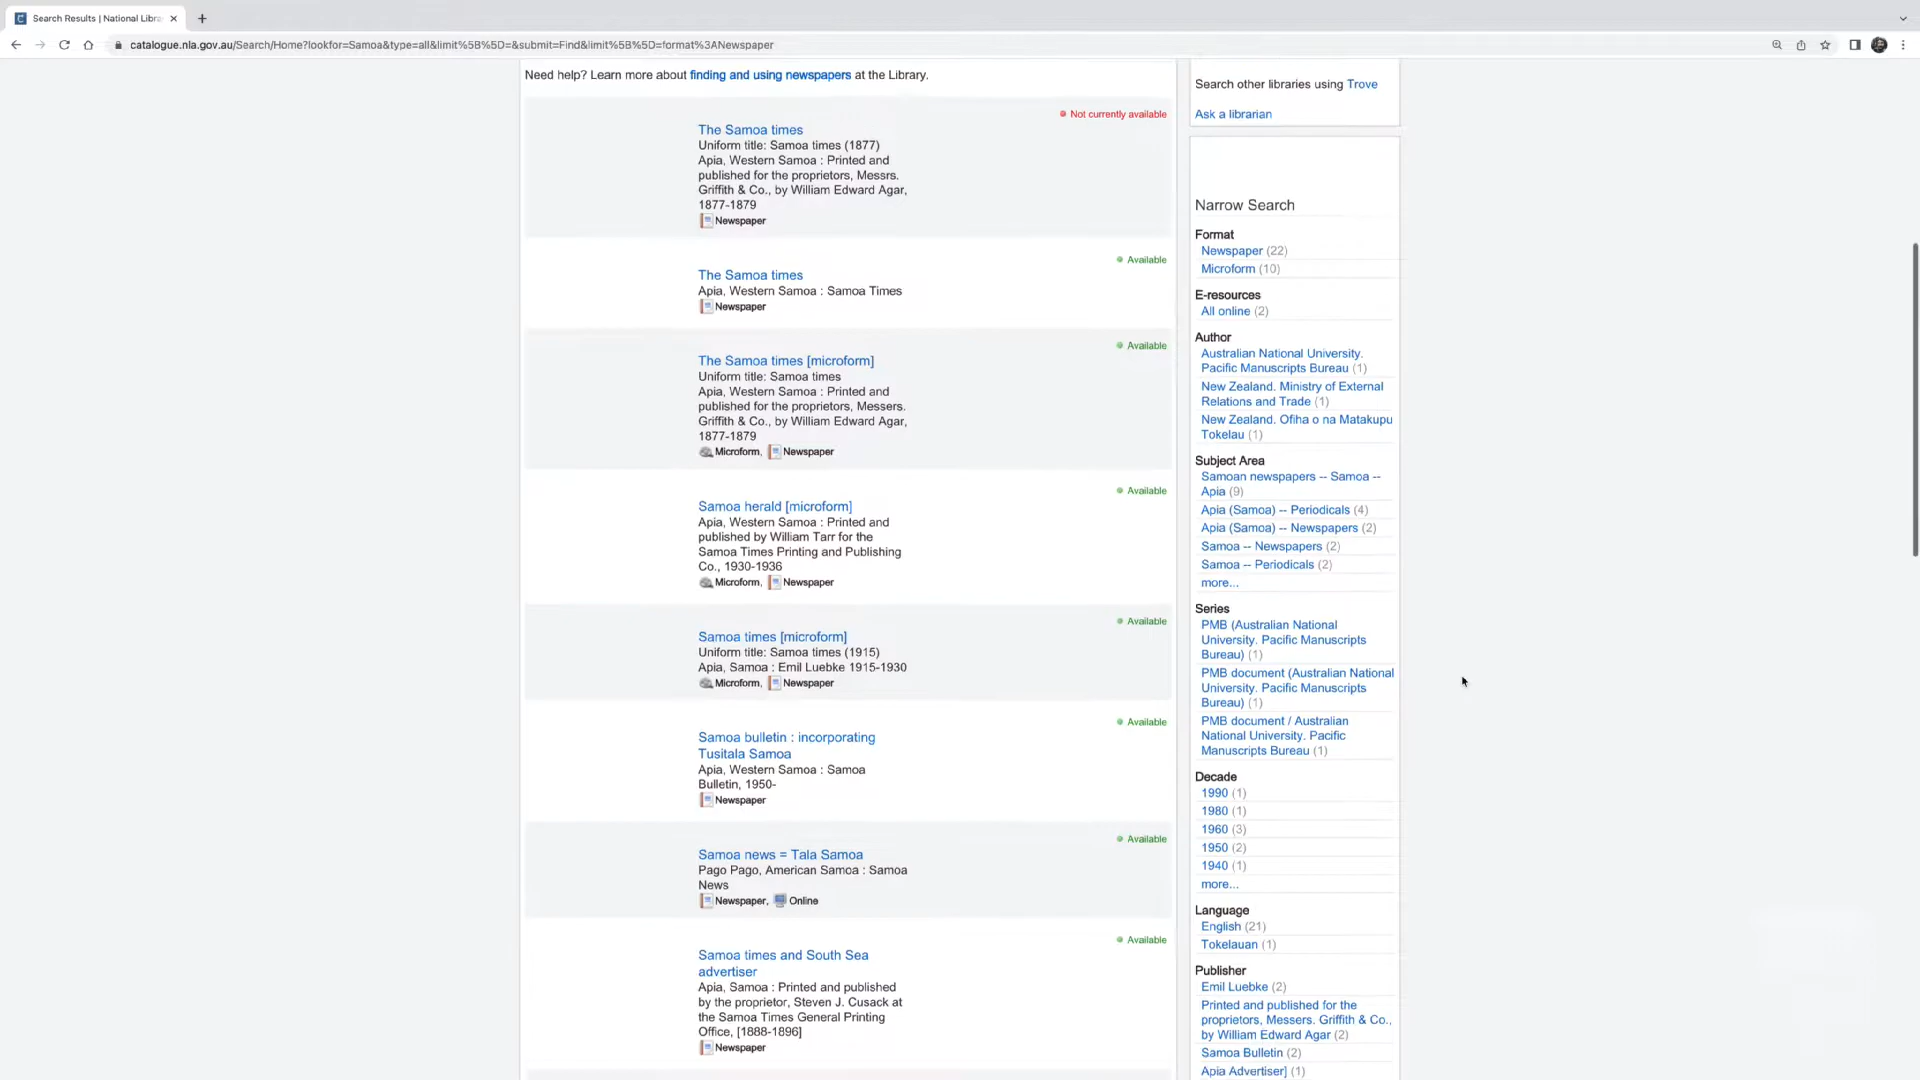 Search Results | National Libra
catalogue.nla.gov.au/Search/Home?lookfor=Samoa&type=all&limit%5B%5D=&submit=Find&limit%5B%5D=format%3ANewspaper
Need help? Learn more about finding and using newspapers at the Library.
Not currently available
The Samoa times
Uniform title: Samoa times (1877)
Apia, Western Samoa : Printed and
published for the proprietors, Messrs.
Griffith & Co., by William Edward Agar,
1877-1879
Newspaper
Available
The Samoa times
Apia, Western Samoa : Samoa Times
Newspaper
Available
The Samoa times [microform]
Uniform title: Samoa times
Apia, Western Samoa : Printed and
published for the proprietors, Messers.
Griffith & Co., by William Edward Agar,
1877-1879
Microform, Newspaper
Available
Samoa herald [microform]
Apia, Western Samoa : Printed and
published by William Tarr for the
Samoa Times Printing and Publishing
Co., 1930-1936
Microform, Newspaper
Available
Samoa times [microform]
Uniform title: Samoa times (1915)
Apia, Samoa : Emil Luebke 1915-1930
Microform, Newspaper
Available
Samoa bulletin : incorporating
Tusitala Samoa
Apia, Western Samoa : Samoa
Bulletin, 1950-
Newspaper
Available
Samoa news = Tala Samoa
Pago Pago, American Samoa : Samoa
News
Newspaper, Online
Available
Samoa times and South Sea
advertiser
Apia, Samoa : Printed and published
by the proprietor, Steven J. Cusack at
the Samoa Times General Printing
Office, [1888-1896]
Newspaper
Search other libraries using Trove
Ask a librarian
Narrow Search
Format
Newspaper (22)
Microform (10)
E-resources
All online (2)
Author
Australian National University.
Pacific Manuscripts Bureau (1)
New Zealand. Ministry of External
Relations and Trade (1)
New Zealand. Ofiha o na Matakupu
Tokelau (1)
Subject Area
Samoan newspapers -- Samoa --
Apia (9)
Apia (Samoa) -- Periodicals (4)
Apia (Samoa) -- Newspapers (2)
Samoa -- Newspapers (2)
Samoa -- Periodicals (2)
more...
Series
PMB (Australian National
University. Pacific Manuscripts
Bureau) (1)
PMB document (Australian National
University. Pacific Manuscripts
Bureau) (1)
PMB document / Australian
National University. Pacific
Manuscripts Bureau (1)
Decade
1990 (1)
1980 (1)
1960 (3)
1950 (2)
1940 (1)
more...
Language
English (21)
Tokelauan (1)
Publisher
Emil Luebke (2)
Printed and published for the
proprietors, Messers. Griffith & Co.,
by William Edward Agar (2)
Samoa Bulletin (2)
Apia Advertiser] (1)